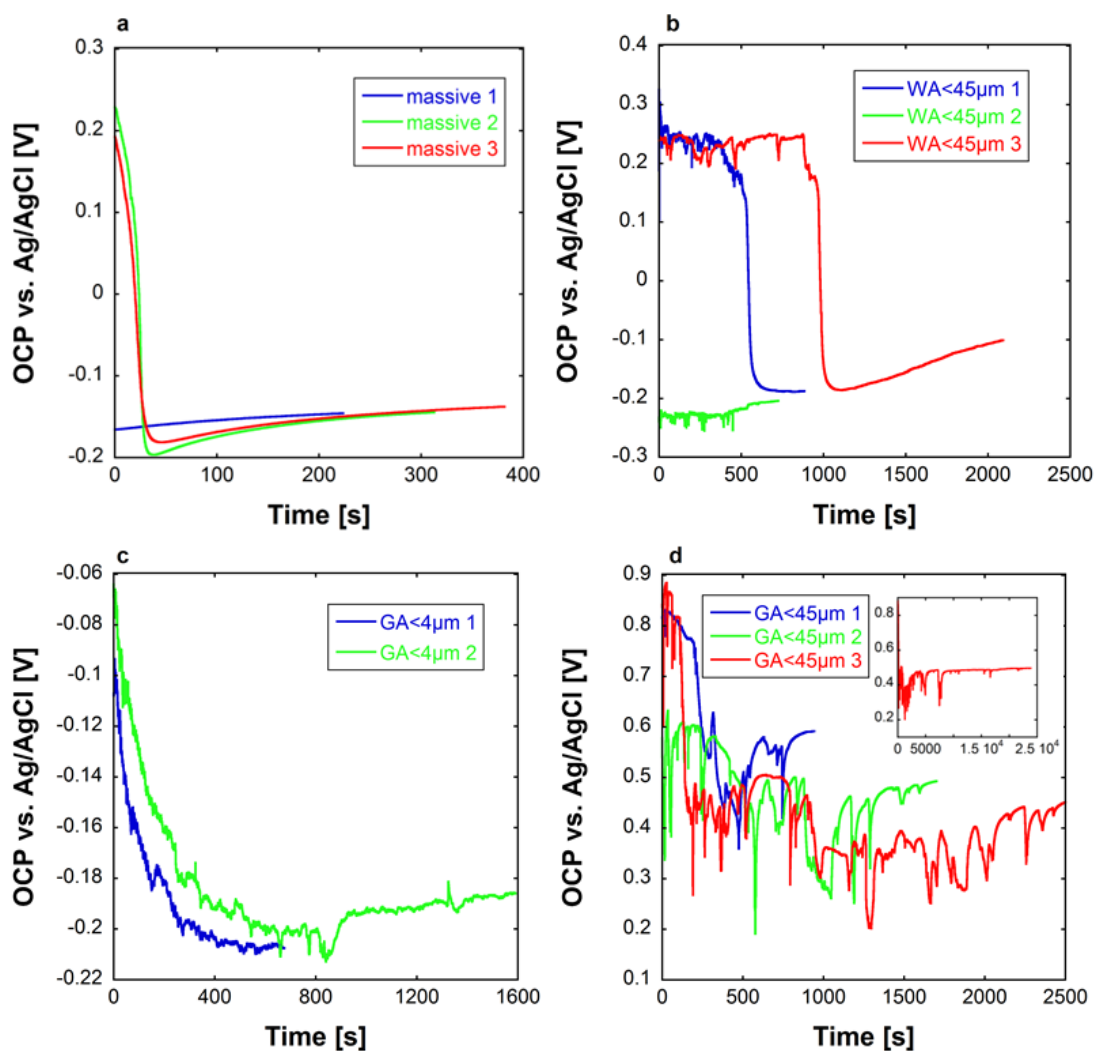 a
OCP vs. Ag/AgCl [V]
0.3
0.2
0.1
0
-0.1
-0.2
massive 1
massive 2
massive 3
0 100 200 300 400
Time [s]
b
OCP vs. Ag/AgCl [V]
0.4
0.3
0.2
0.1
0
-0.1
-0.2
-0.3
WA<45µm 1
WA<45µm 2
WA<45µm 3
0 500 1000 1500 2000 2500
Time [s]
c
OCP vs. Ag/AgCl [V]
-0.06
-0.08
-0.1
-0.12
-0.14
-0.16
-0.18
-0.2
-0.22
GA<4µm 1
GA<4µm 2
0 400 800 1200 1600
Time [s]
d
OCP vs. Ag/AgCl [V]
0.9
0.8
0.7
0.6
0.5
0.4
0.3
0.2
0.1
GA<45µm 1
GA<45µm 2
GA<45µm 3
0.8
0.6
0.4
0.2
0 5000 1.5 10⁴ 2.4 10⁴
0 500 1000 1500 2000 2500
Time [s]